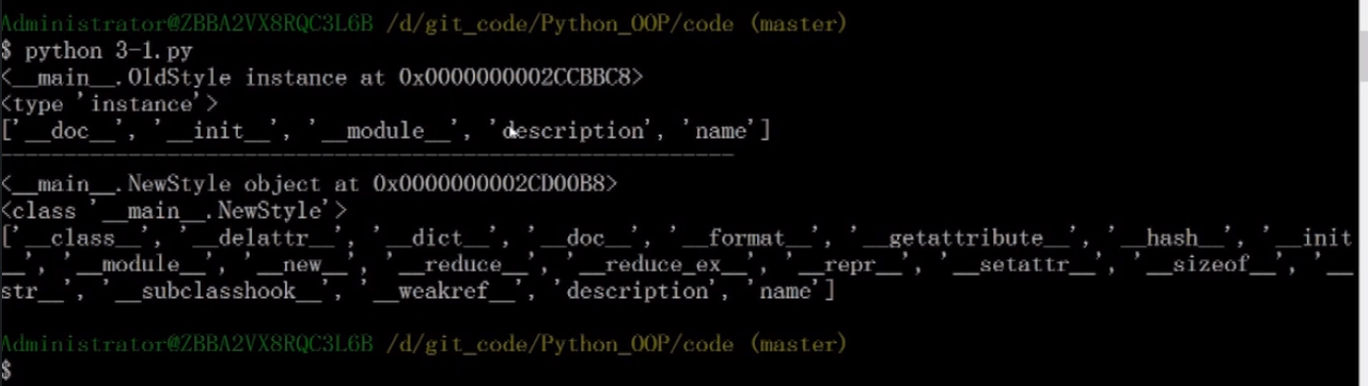 Administrator@ZBBA2VX8RQC3L6B /d/git_code/Python_OOP/code (master)
$ python 3-1.py
<__main__.OldStyle instance at 0x0000000002CCBBC8>
<type 'instance'>
['__doc__', '__init__', '__module__', 'description', 'name']
-------------------------------------------------------------
<__main__.NewStyle object at 0x0000000002CD00B8>
<class '__main__.NewStyle'>
['__class__', '__delattr__', '__dict__', '__doc__', '__format__', '__getattribute__', '__hash__', '__init
__', '__module__', '__new__', '__reduce__', '__reduce_ex__', '__repr__', '__setattr__', '__sizeof__', '__
str__', '__subclasshook__', '__weakref__', 'description', 'name']
Administrator@ZBBA2VX8RQC3L6B /d/git_code/Python_OOP/code (master)
$